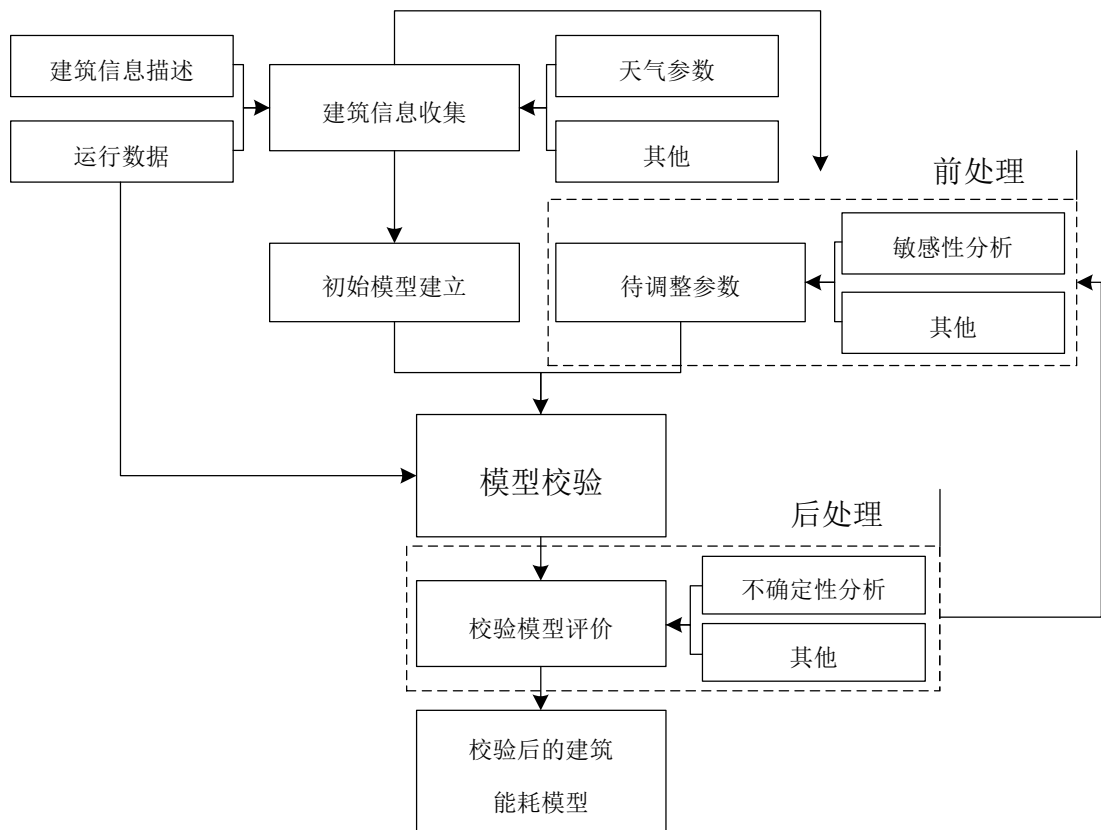 建筑信息描述
天气参数
建筑信息收集
运行数据
其他
前处理
敏感性分析
初始模型建立
待调整参数
其他
模型校验
后处理
不确定性分析
校验模型评价
其他
校验后的建筑
能耗模型